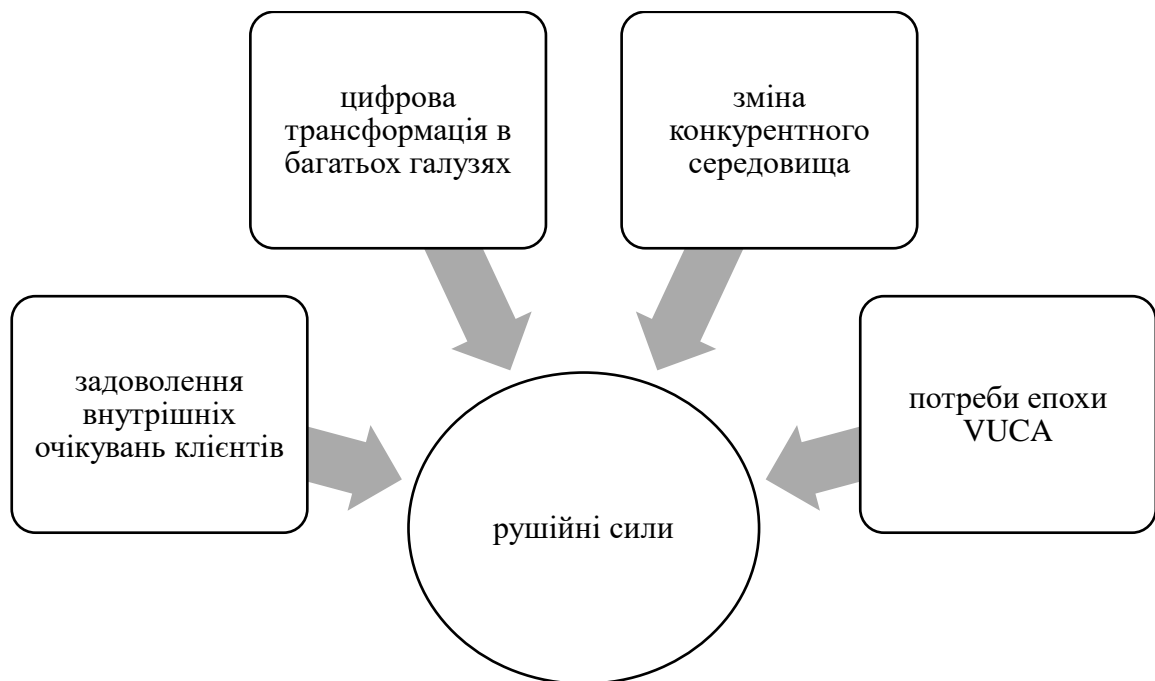 цифрова
трансформація в
багатьох галузях
зміна
конкурентного
середовища
задоволення
внутрішніх
очікувань клієнтів
потреби епохи
VUCA
рушійні сили